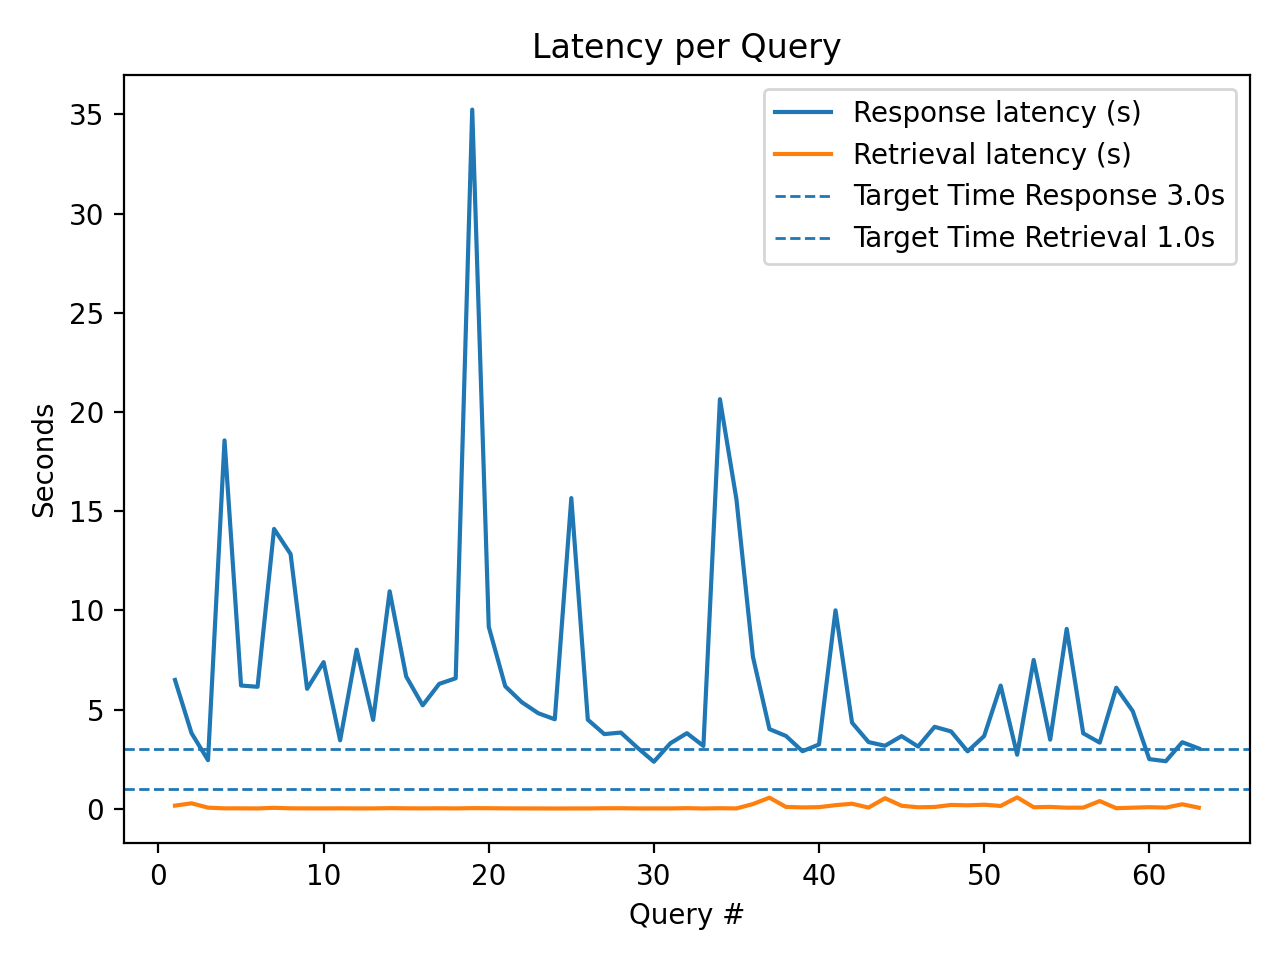 Latency per Query
Response latency (s)
Retrieval latency (s)
Target Time Response 3.0s
Target Time Retrieval 1.0s
Seconds
35
30
25
20
15
10
5
0
0 10 20 30 40 50 60
Query #